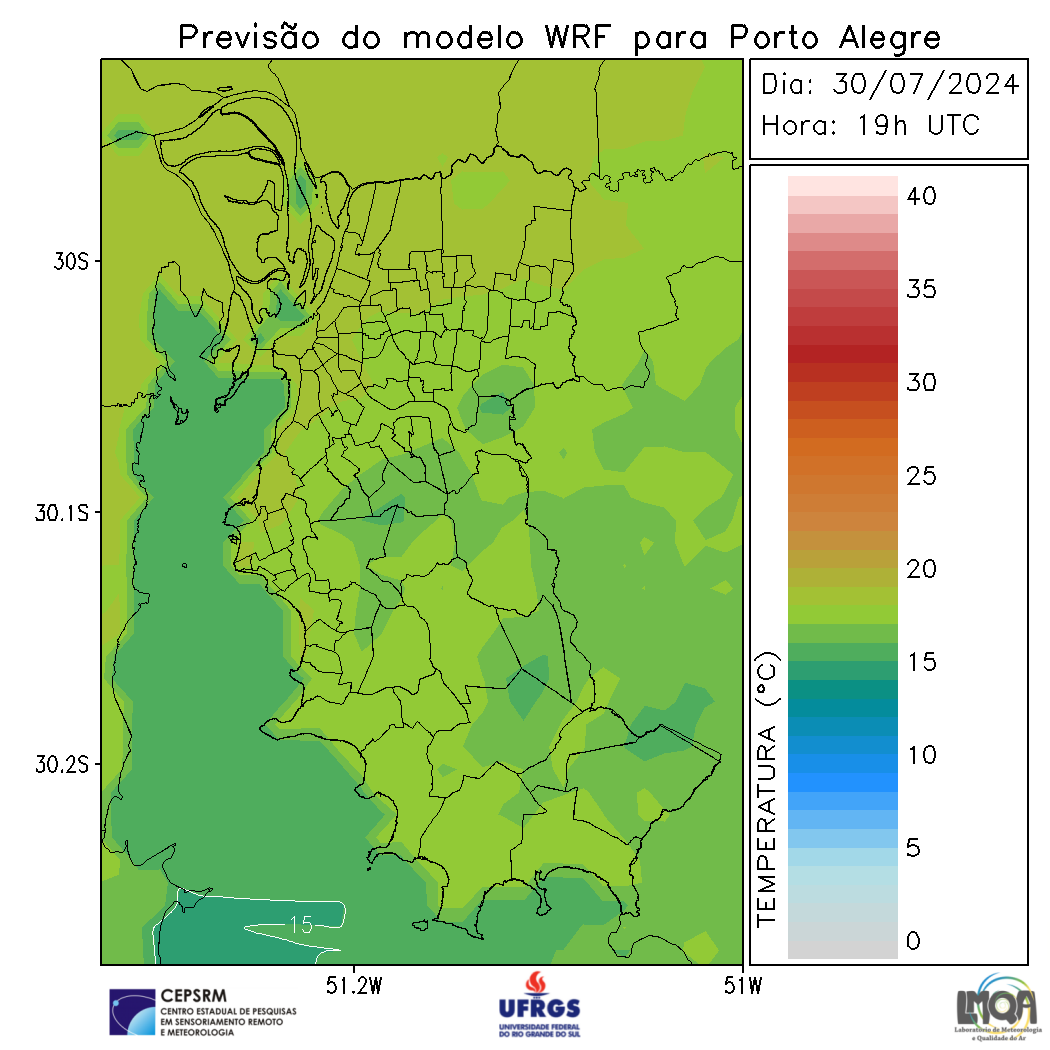 Previsão do modelo WRF para Porto Alegre
Dia: 30/07/2024
Hora: 19h UTC
30S
30.1S
30.2S
51.2W
51W
15
TEMPERATURA (°C)
40
35
30
25
20
15
10
5
0
CEPSRM
CENTRO ESTADUAL DE PESQUISAS
EM SENSORIAMENTO REMOTO
E METEOROLOGIA
UFRGS
UNIVERSIDADE FEDERAL
DO RIO GRANDE DO SUL
LMQA
Laboratório de Meteorologia
e Qualidade do Ar